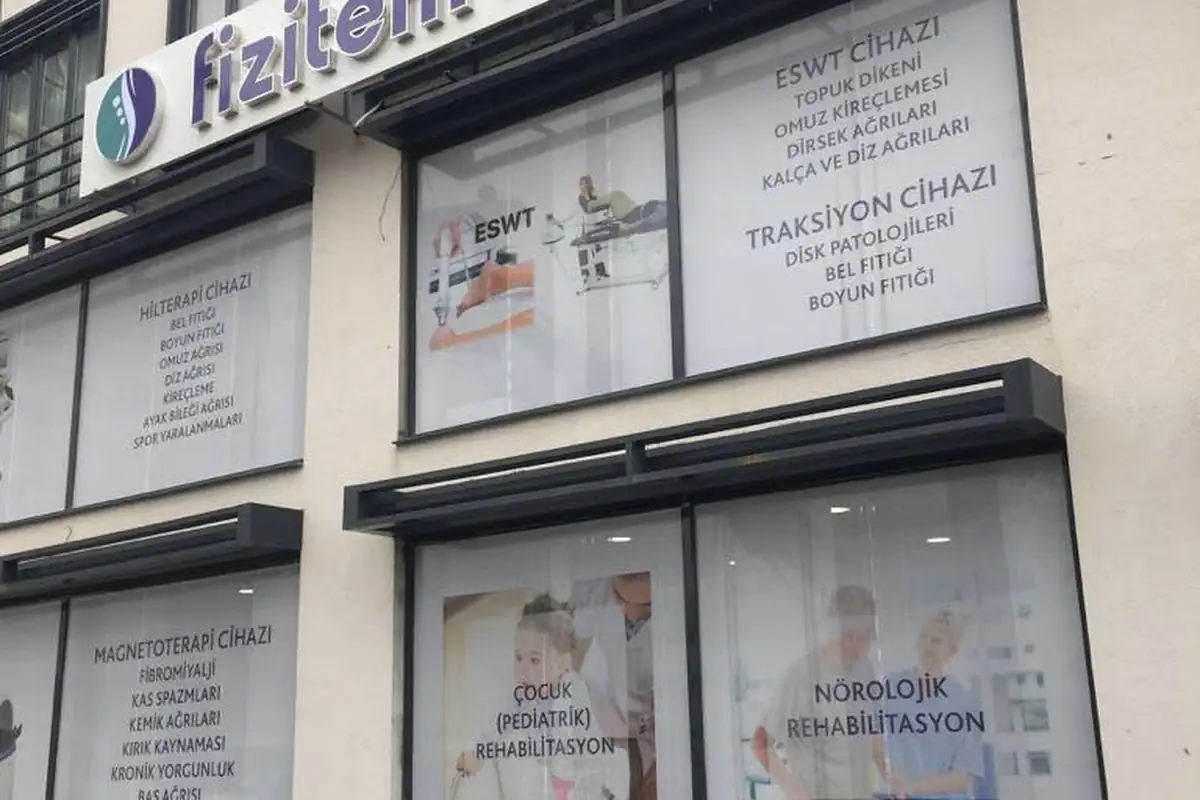 fizitem
ESWT CİHAZI
TOPUK DİKENİ
OMUZ KİREÇLEMESİ
DİRSEK AĞRILARI
KALÇA VE DİZ AĞRILARI
TRAKSİYON CİHAZI
DİSK PATOLOJİLERİ
BEL FITIĞI
BOYUN FITIĞI
ESWT
HİLTERAPİ CİHAZI
BEL FITIĞI
BOYUN FITIĞI
OMUZ AĞRISI
DİZ AĞRISI
KİREÇLEME
AYAK BİLEĞİ AĞRISI
SPOR YARALANMALARI
MAGNETOTERAPİ CİHAZI
FİBROMİYALJİ
KAS SPAZMLARI
KEMİK AĞRILARI
KIRIK KAYNAMASI
KRONİK YORGUNLUK
BAŞ AĞRISI
ÇOCUK
(PEDİATRİK)
REHABİLİTASYON
NÖROLOJİK
REHABİLİTASYON